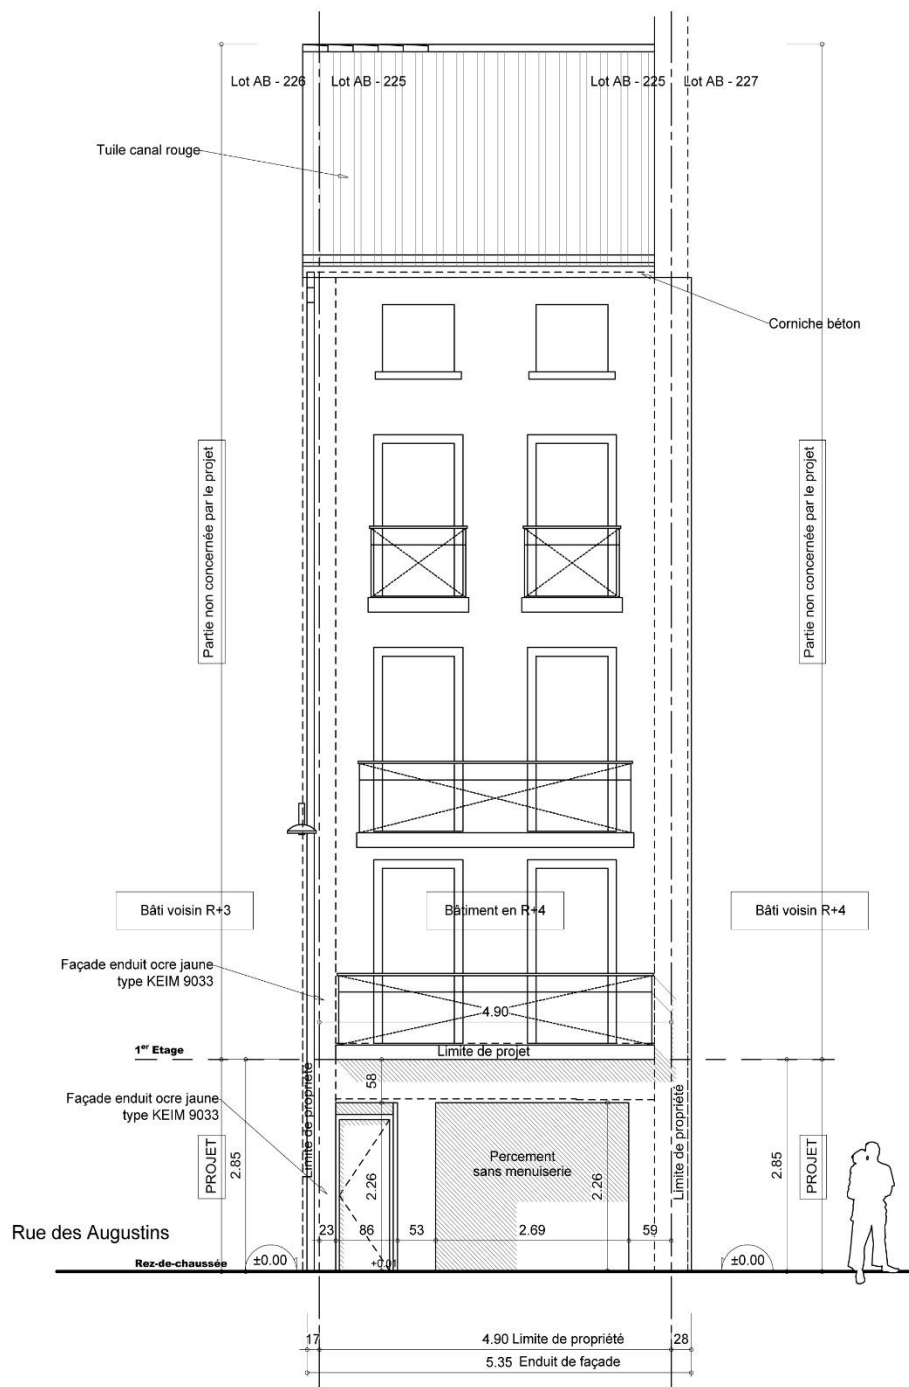 Lot AB - 226
Lot AB - 225
Lot AB - 225
Lot AB - 227
Tuile canal rouge
Corniche béton
Partie non concernée par le projet
Partie non concernée par le projet
Bâti voisin R+3
Bâtiment en R+4
Bâti voisin R+4
Façade enduit ocre jaune
type KEIM 9033
4.90
1er Etage
Limite de projet
58
Façade enduit ocre jaune
type KEIM 9033
Limite de propriété
Limite de propriété
PROJET
2.85
2.26
Percement
sans menuiserie
2.26
2.85
PROJET
Rue des Augustins
23
86
53
2.69
59
Rez-de-chaussée
±0.00
+0.01
±0.00
17
4.90 Limite de propriété
28
5.35 Enduit de façade